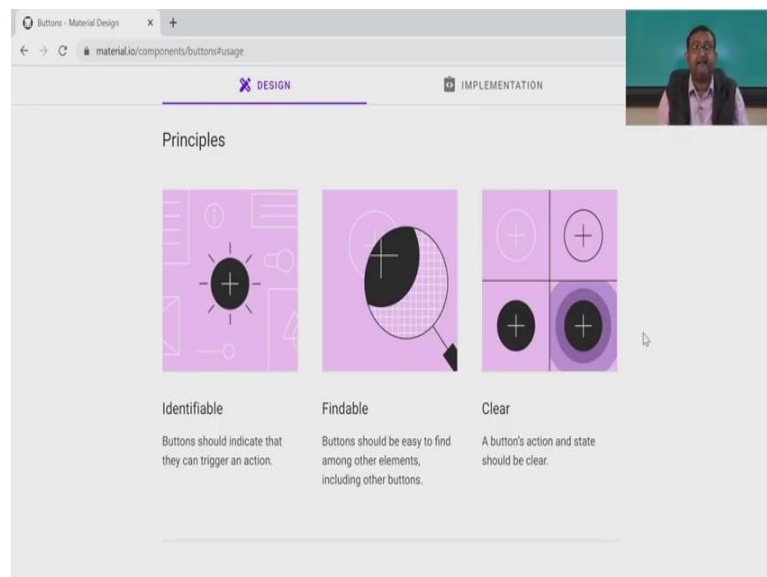 Buttons - Material Design
material.io/components/buttons#usage
DESIGN
IMPLEMENTATION
Principles
Identifiable
Buttons should indicate that
they can trigger an action.
Findable
Buttons should be easy to find
among other elements,
including other buttons.
Clear
A button's action and state
should be clear.